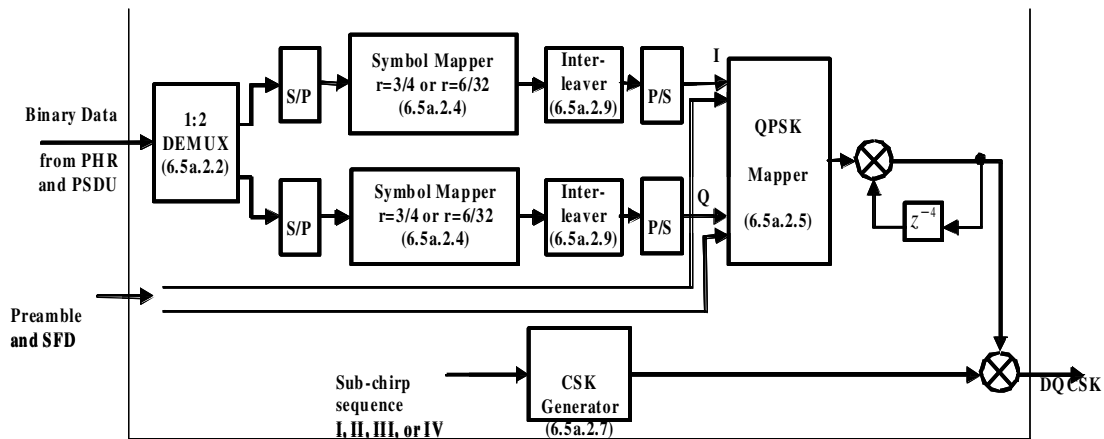 Binary Data
from PHR
and PSDU
1:2
DEMUX
(6.5a.2.2)
S/P
Symbol Mapper
r=3/4 or r=6/32
(6.5a.2.4)
Inter-
leaver
(6.5a.2.9)
P/S
I
S/P
Symbol Mapper
r=3/4 or r=6/32
(6.5a.2.4)
Inter-
leaver
(6.5a.2.9)
P/S
Q
QPSK
Mapper
(6.5a.2.5)
z⁻⁴
Preamble
and SFD
Sub-chirp
sequence
I, II, III, or IV
CSK
Generator
(6.5a.2.7)
DQCSK